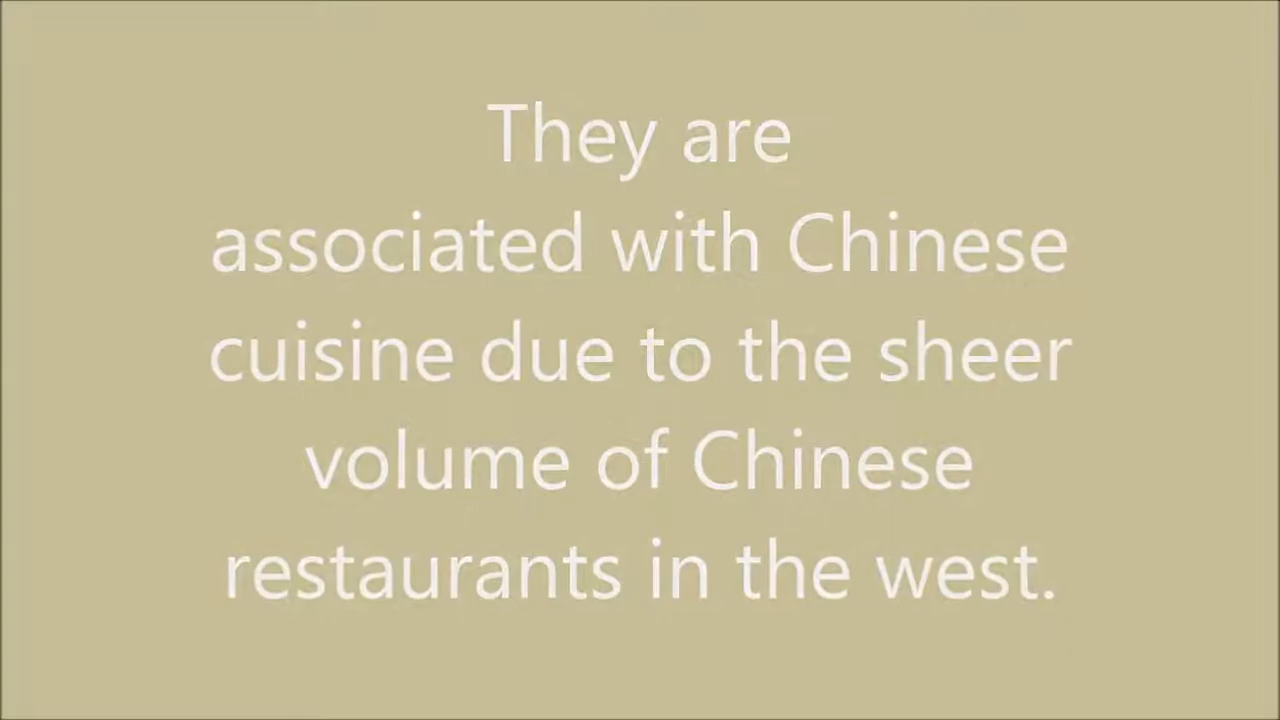 They are
associated with Chinese
cuisine due to the sheer
volume of Chinese
restaurants in the west.